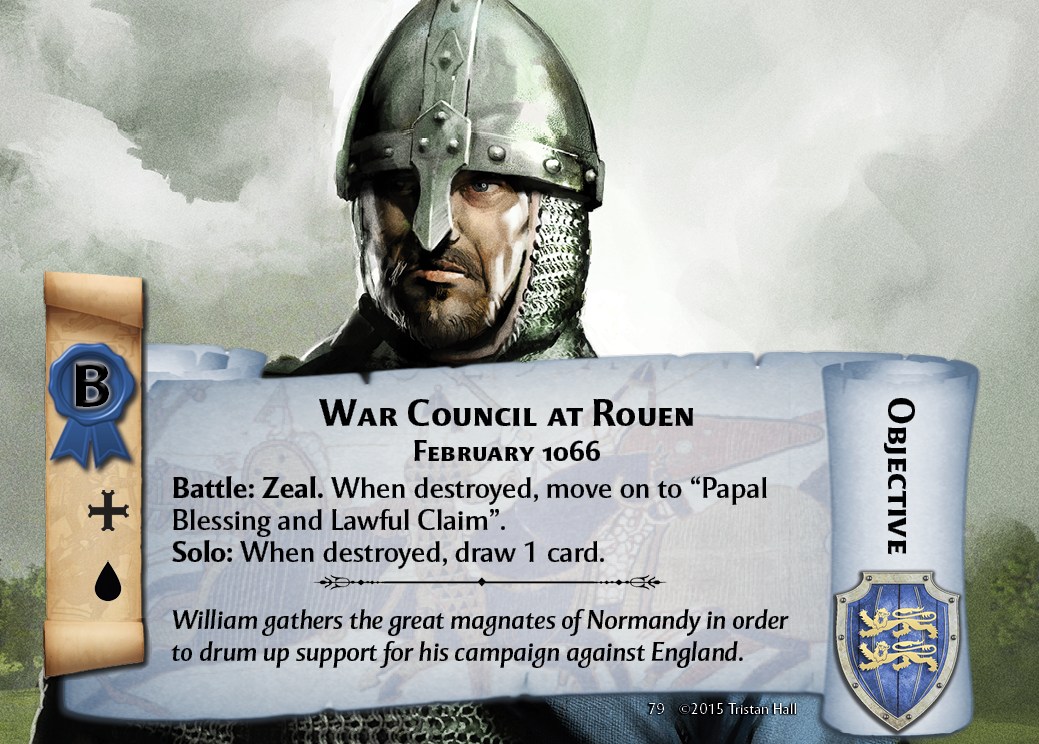 B
War Council at Rouen
February 1066
Battle: Zeal. When destroyed, move on to “Papal
Blessing and Lawful Claim”.
Solo: When destroyed, draw 1 card.
William gathers the great magnates of Normandy in order
to drum up support for his campaign against England.
Objective
79 ©2015 Tristan Hall